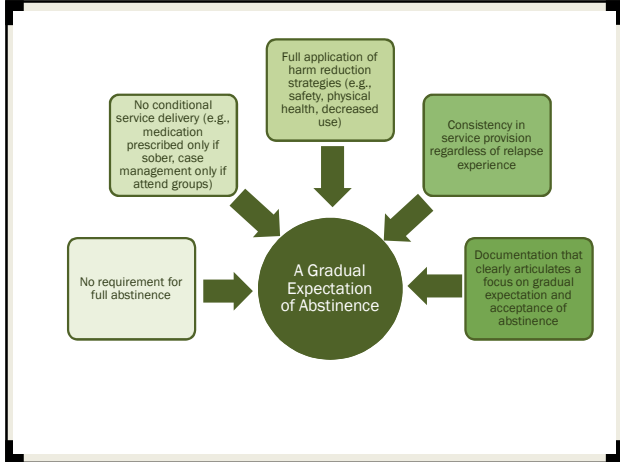 Full application of
harm reduction
strategies (e.g.,
safety, physical
health, decreased
use)
No conditional
service delivery (e.g.,
medication
prescribed only if
sober, case
management only if
attend groups)
Consistency in
service provision
regardless of relapse
experience
No requirement for
full abstinence
A Gradual
Expectation
of Abstinence
Documentation that
clearly articulates a
focus on gradual
expectation and
acceptance of
abstinence